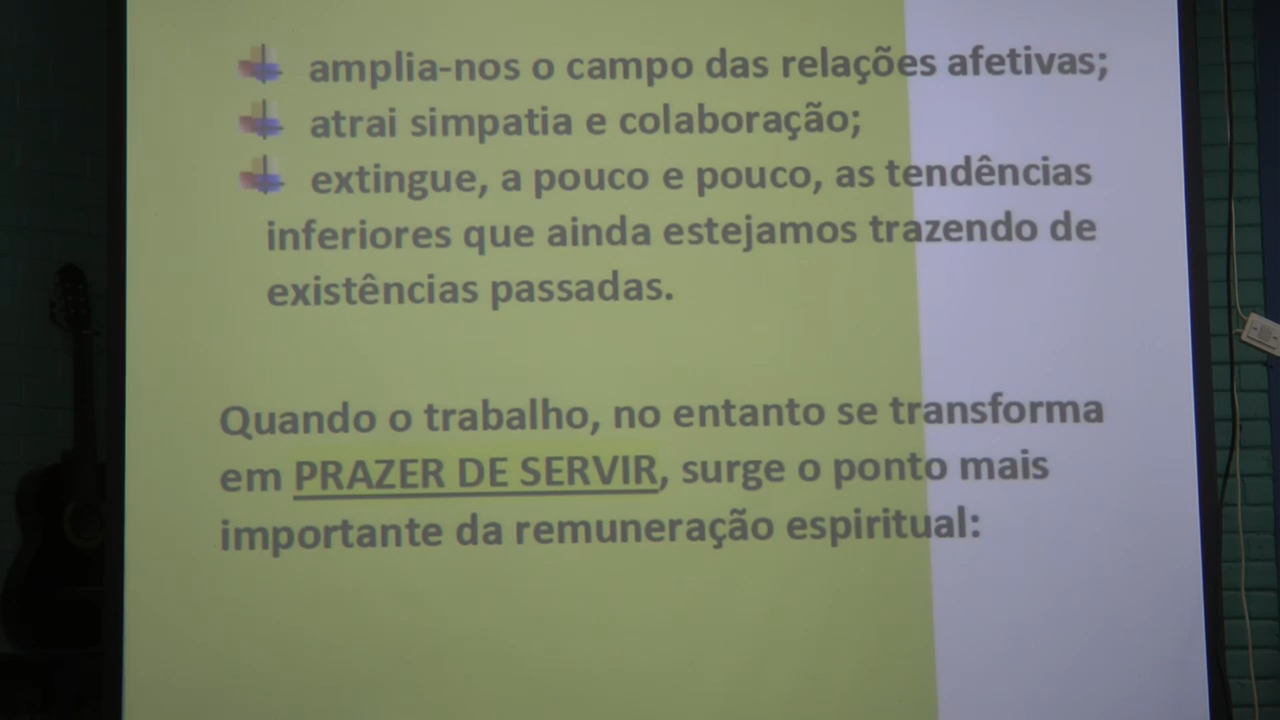 amplia-nos o campo das relações afetivas;
atrai simpatia e colaboração;
extingue, a pouco e pouco, as tendências
inferiores que ainda estejamos trazendo de
existências passadas.
Quando o trabalho, no entanto se transforma
em PRAZER DE SERVIR, surge o ponto mais
importante da remuneração espiritual: